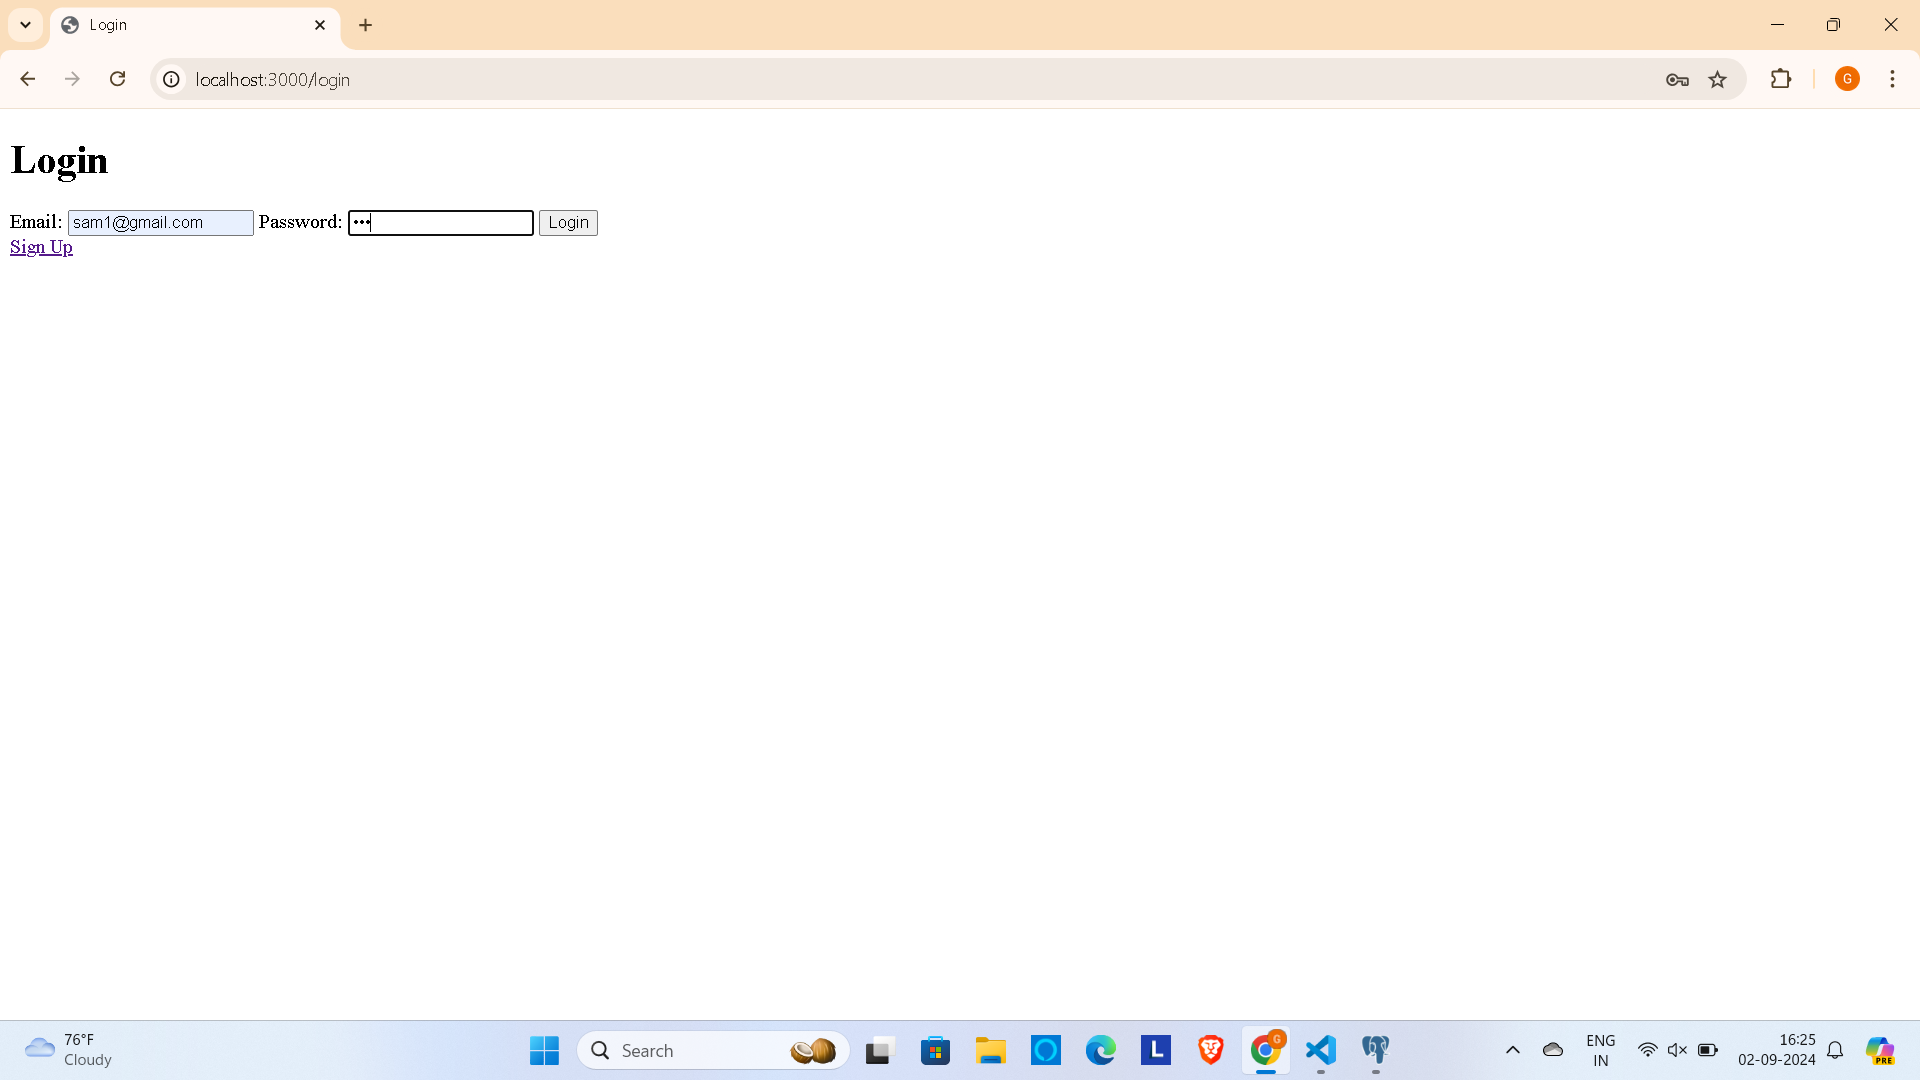 Login
localhost:3000/login
G
Login
Email: sam1@gmail.com Password: ••• Login
Sign Up
76°F
Cloudy
Search
L
G
ENG
IN
16:25
02-09-2024
PRE